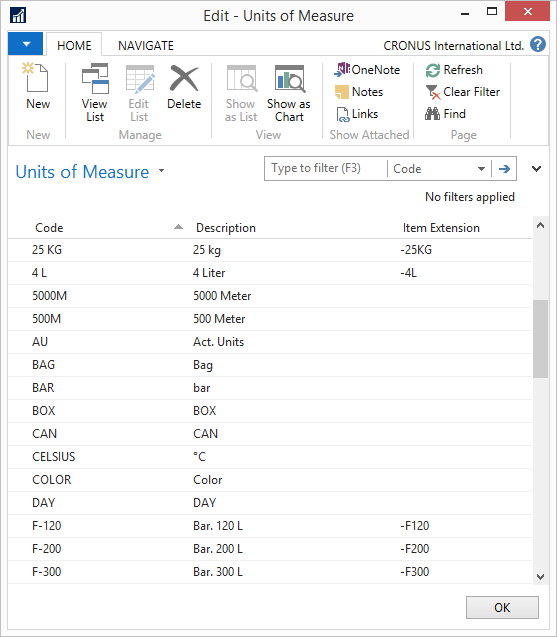 Edit - Units of Measure
HOME NAVIGATE CRONUS International Ltd. ?
New View List Edit List Delete Show as List Show as Chart OneNote Notes Links Refresh Clear Filter Find
New Manage View Show Attached Page
Units of Measure Type to filter (F3) Code
No filters applied
Code Description Item Extension
25 KG 25 kg -25KG
4 L 4 Liter -4L
5000M 5000 Meter
500M 500 Meter
AU Act. Units
BAG Bag
BAR bar
BOX BOX
CAN CAN
CELSIUS °C
COLOR Color
DAY DAY
F-120 Bar. 120 L -F120
F-200 Bar. 200 L -F200
F-300 Bar. 300 L -F300
OK